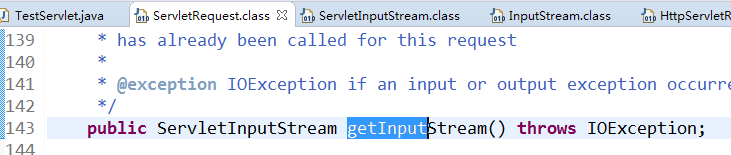 TestServlet.java ServletRequest.class ServletInputStream.class InputStream.class HttpServletR
139 * has already been called for this request
140 *
141 * @exception IOException if an input or output exception occurre
142 */
143 public ServletInputStream getInputStream() throws IOException;
144